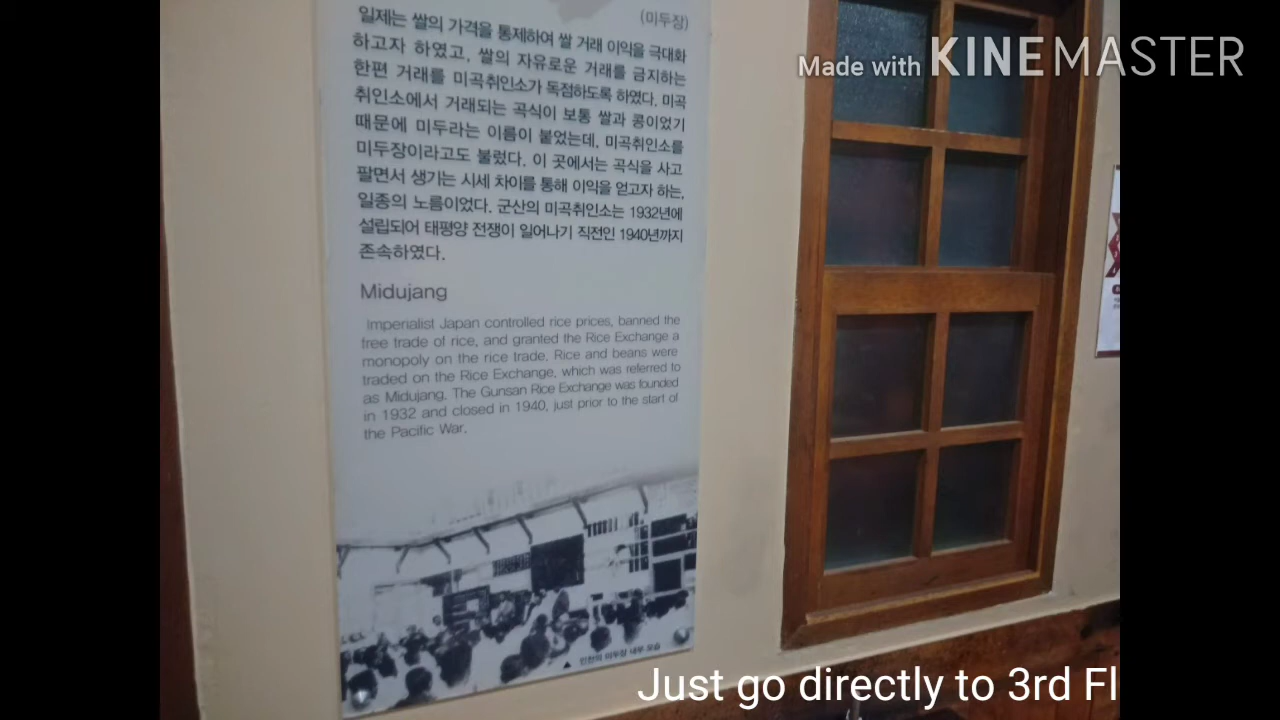 (미두장)
일제는 쌀의 가격을 통제하여 쌀 거래 이익을 극대화
하고자 하였고, 쌀의 자유로운 거래를 금지하는
한편 거래를 미곡취인소가 독점하도록 하였다. 미곡
취인소에서 거래되는 곡식이 보통 쌀과 콩이었기
때문에 미두라는 이름이 붙었는데, 미곡취인소를
미두장이라고도 불렀다. 이 곳에서는 곡식을 사고
팔면서 생기는 시세 차이를 통해 이익을 얻고자 하는,
일종의 노름이었다. 군산의 미곡취인소는 1932년에
설립되어 태평양 전쟁이 일어나기 직전인 1940년까지
존속하였다.
Midujang
Imperialist Japan controlled rice prices, banned the
free trade of rice, and granted the Rice Exchange a
monopoly on the rice trade. Rice and beans were
traded on the Rice Exchange, which was referred to
as Midujang. The Gunsan Rice Exchange was founded
in 1932 and closed in 1940, just prior to the start of
the Pacific War.
▲ 인천의 미두장 내부 모습
Made with KINEMASTER
Just go directly to 3rd Fl